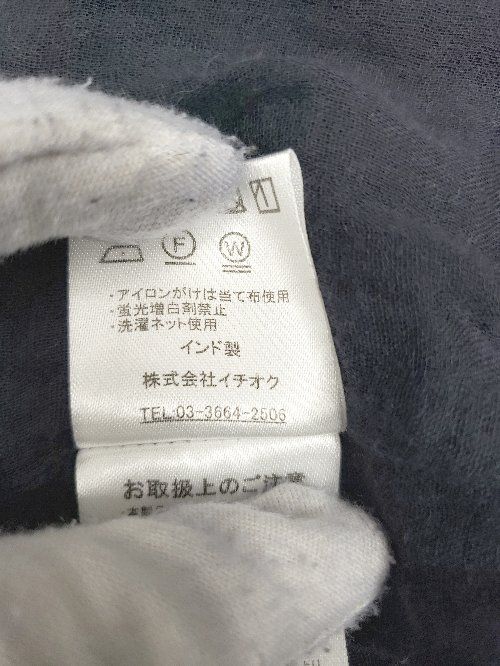 F W
・アイロンがけは当て布使用
・蛍光増白剤禁止
・洗濯ネット使用
インド製
株式会社イチオク
TEL.03-3664-2506
お取扱上のご注意